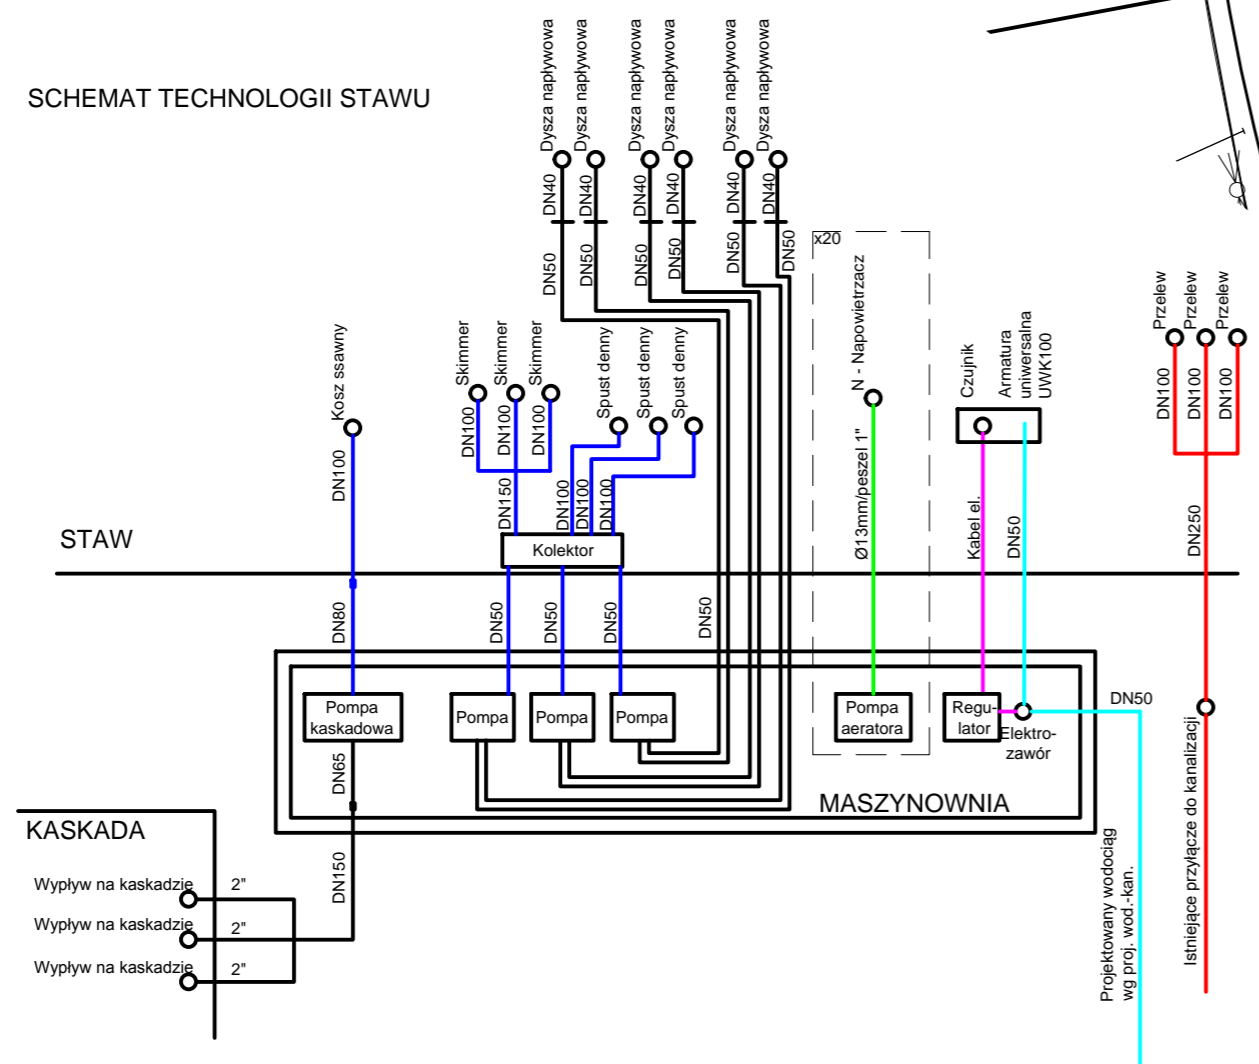 SCHEMAT TECHNOLOGII STAWU
Dysza napływowa
Dysza napływowa
Dysza napływowa
Dysza napływowa
Dysza napływowa
Dysza napływowa
DN40
DN40
DN40
DN40
DN40
DN40
DN50
DN50
DN50
DN50
DN50
DN50
x20
N - Napowietrzacz
Ø13mm/peszel 1"
Kosz ssawny
DN100
Skimmer
Skimmer
Skimmer
DN100
DN100
DN100
DN150
Spust denny
Spust denny
Spust denny
DN100
DN100
DN100
Kolektor
Czujnik
Armatura
uniwersalna
UWK100
Kabel el.
DN50
Przelew
Przelew
Przelew
DN100
DN100
DN100
DN250
STAW
DN80
DN50
DN50
DN50
DN50
Pompa
kaskadowa
Pompa
Pompa
Pompa
Pompa
aeratora
Regu-
lator
Elektro-
zawór
DN50
DN65
MASZYNOWNIA
KASKADA
DN150
Wypływ na kaskadzie
2"
Wypływ na kaskadzie
2"
Wypływ na kaskadzie
2"
Projektowany wodociąg
wg proj. wod.-kan.
Istniejące przyłącze do kanalizacji